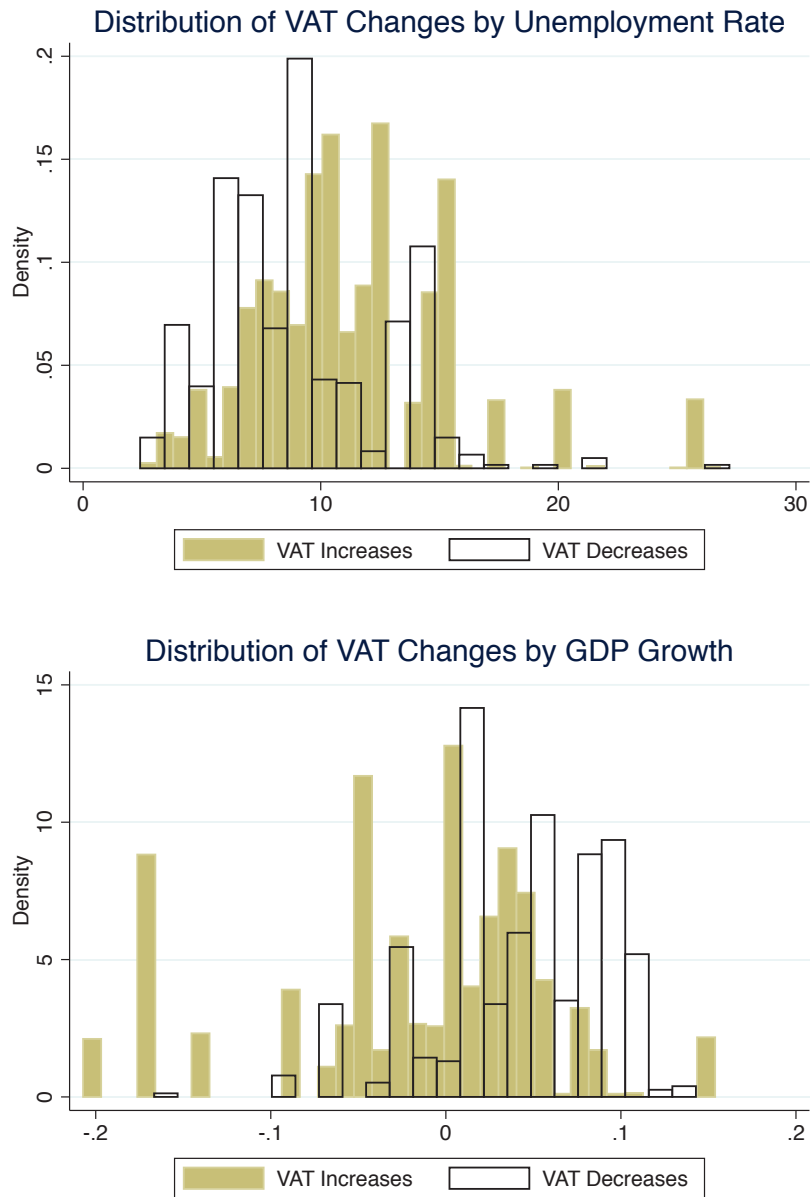 Distribution of VAT Changes by Unemployment Rate
.2
.15
.1
.05
0
Density
0 10 20 30
VAT Increases VAT Decreases
Distribution of VAT Changes by GDP Growth
15
10
5
0
Density
-.2 -.1 0 .1 .2
VAT Increases VAT Decreases